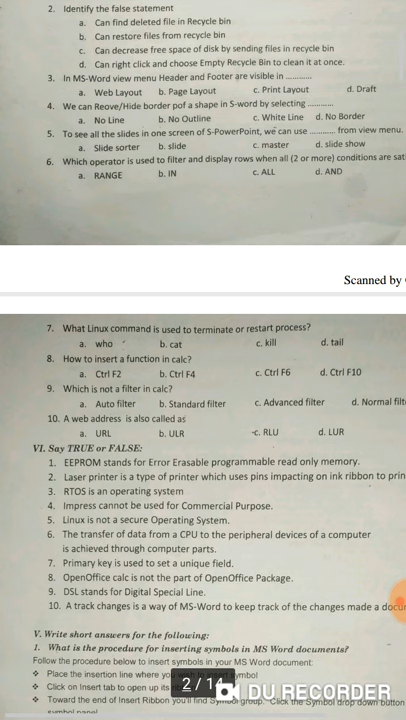 2. Identify the false statement
a. Can find deleted file in Recycle bin
b. Can restore files from recycle bin
c. Can decrease free space of disk by sending files in recycle bin
d. Can right click and choose Empty Recycle Bin to clean it at once.
3. In MS-Word view menu Header and Footer are visible in ............
a. Web Layout b. Page Layout c. Print Layout d. Draft
4. We can Reove/Hide border pof a shape in S-word by selecting ............
a. No Line b. No Outline c. White Line d. No Border
5. To see all the slides in one screen of S-PowerPoint, we can use ............ from view menu.
a. Slide sorter b. slide c. master d. slide show
6. Which operator is used to filter and display rows when all (2 or more) conditions are sat
a. RANGE b. IN c. ALL d. AND
Scanned by
7. What Linux command is used to terminate or restart process?
a. who b. cat c. kill d. tail
8. How to insert a function in calc?
a. Ctrl F2 b. Ctrl F4 c. Ctrl F6 d. Ctrl F10
9. Which is not a filter in calc?
a. Auto filter b. Standard filter c. Advanced filter d. Normal filt
10. A web address is also called as
a. URL b. ULR c. RLU d. LUR
VI. Say TRUE or FALSE:
1. EEPROM stands for Error Erasable programmable read only memory.
2. Laser printer is a type of printer which uses pins impacting on ink ribbon to prin
3. RTOS is an operating system
4. Impress cannot be used for Commercial Purpose.
5. Linux is not a secure Operating System.
6. The transfer of data from a CPU to the peripheral devices of a computer
is achieved through computer parts.
7. Primary key is used to set a unique field.
8. OpenOffice calc is not the part of OpenOffice Package.
9. DSL stands for Digital Special Line.
10. A track changes is a way of MS-Word to keep track of the changes made a docu
V. Write short answers for the following:
1. What is the procedure for inserting symbols in MS Word documents?
Follow the procedure below to insert symbols in your MS Word document:
❖ Place the insertion line where you symbol
❖ Click on Insert tab to open up its
❖ Toward the end of Insert Ribbon you'll find Symbol group. Click the Symbol drop down button
symbol panel
2 / 14
DU RECORDER